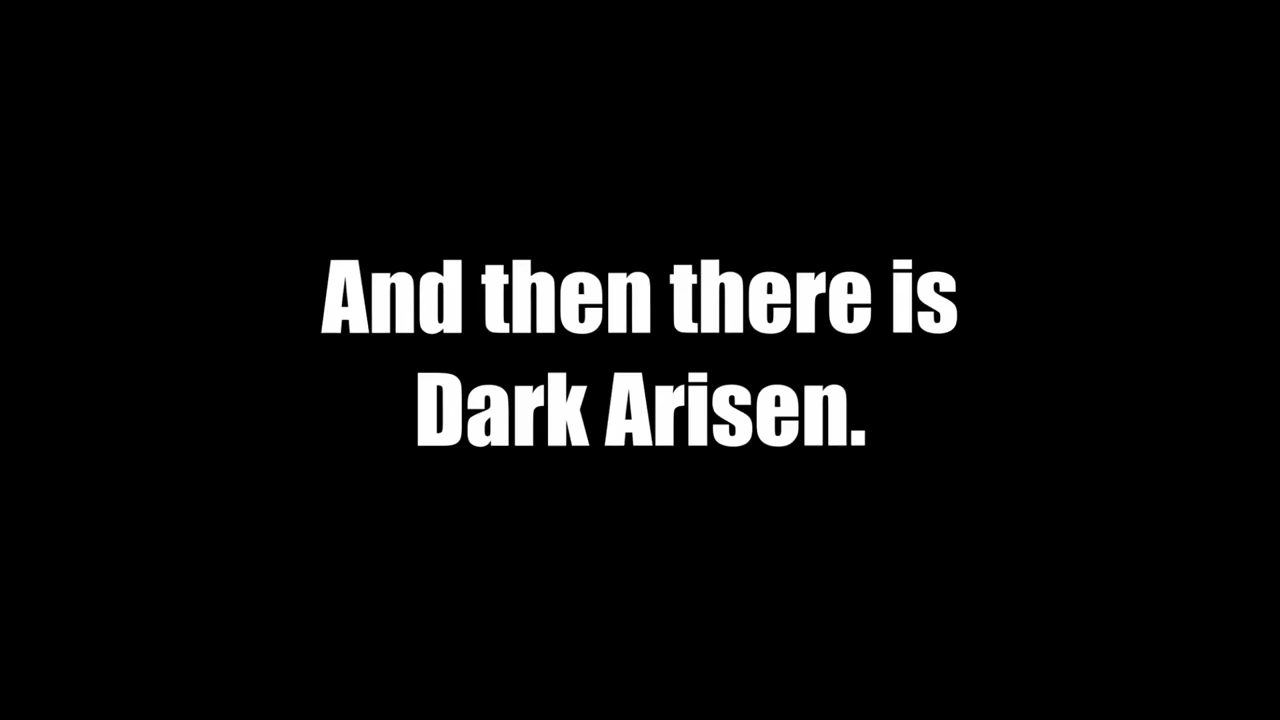 And then there is
Dark Arisen.